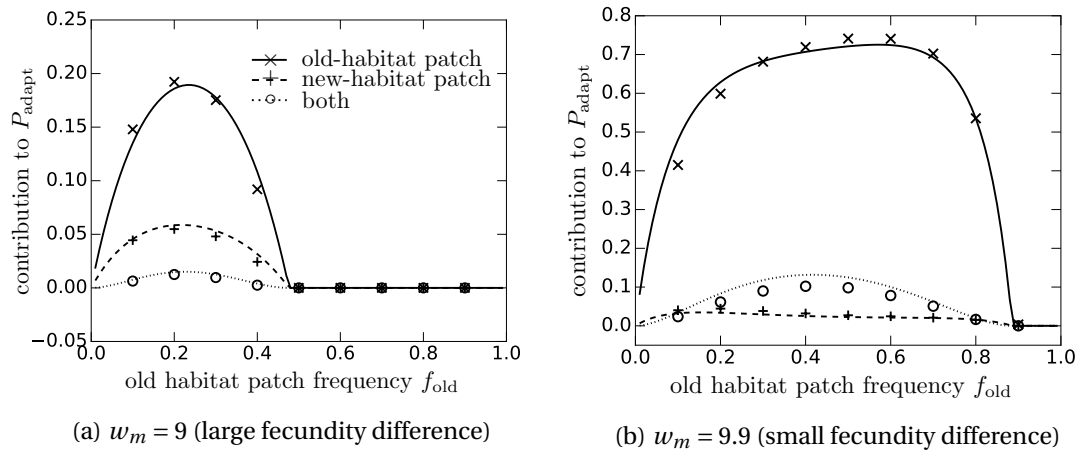 0.25
0.20
0.15
0.10
0.05
0.00
−0.05
contribution to P_adapt
old-habitat patch
new-habitat patch
both
0.0 0.2 0.4 0.6 0.8 1.0
old habitat patch frequency f_old
(a) w_m = 9 (large fecundity difference)
0.8
0.7
0.6
0.5
0.4
0.3
0.2
0.1
0.0
contribution to P_adapt
0.0 0.2 0.4 0.6 0.8 1.0
old habitat patch frequency f_old
(b) w_m = 9.9 (small fecundity difference)